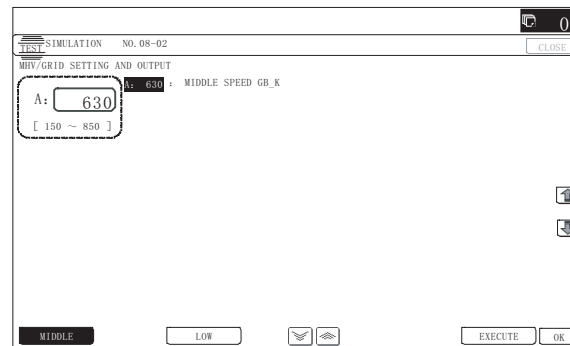 0
TEST SIMULATION NO.08-02
CLOSE
MHV/GRID SETTING AND OUTPUT
A: 630 A: 630 : MIDDLE SPEED GB_K
[ 150 ～ 850 ]
MIDDLE LOW EXECUTE OK